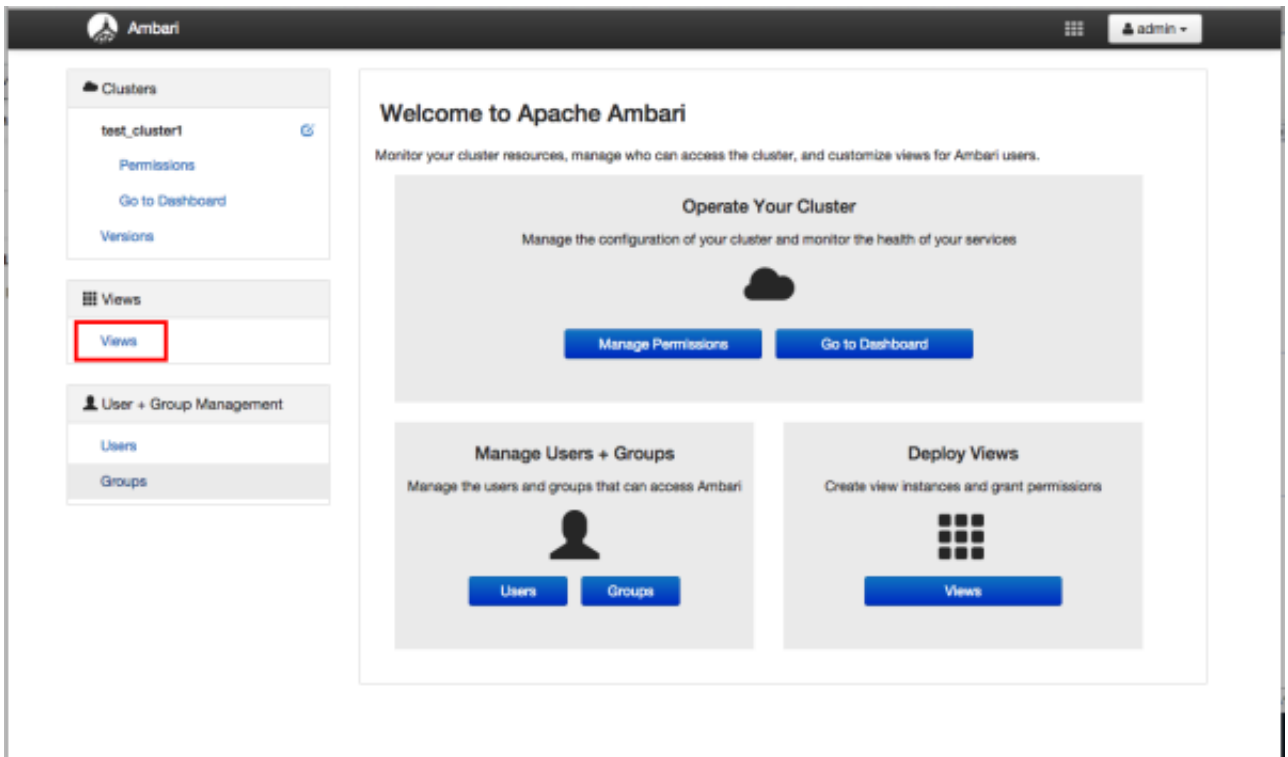 Ambari
admin
Clusters
test_cluster1
Permissions
Go to Dashboard
Versions
Views
Views
User + Group Management
Users
Groups
Welcome to Apache Ambari
Monitor your cluster resources, manage who can access the cluster, and customize views for Ambari users.
Operate Your Cluster
Manage the configuration of your cluster and monitor the health of your services
Manage Permissions
Go to Dashboard
Manage Users + Groups
Manage the users and groups that can access Ambari
Users
Groups
Deploy Views
Create view instances and grant permissions
Views